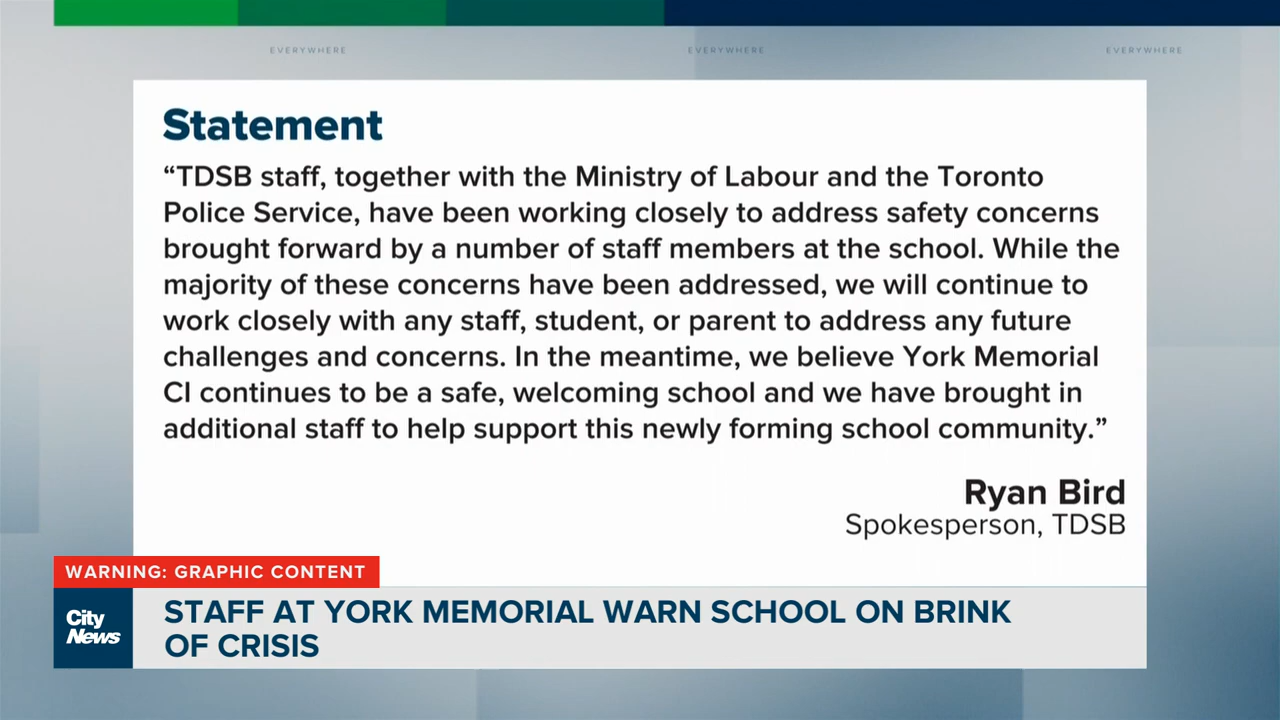 EVERYWHERE EVERYWHERE EVERYWHERE
Statement
“TDSB staff, together with the Ministry of Labour and the Toronto
Police Service, have been working closely to address safety concerns
brought forward by a number of staff members at the school. While the
majority of these concerns have been addressed, we will continue to
work closely with any staff, student, or parent to address any future
challenges and concerns. In the meantime, we believe York Memorial
CI continues to be a safe, welcoming school and we have brought in
additional staff to help support this newly forming school community.”
Ryan Bird
Spokesperson, TDSB
WARNING: GRAPHIC CONTENT
City
News
STAFF AT YORK MEMORIAL WARN SCHOOL ON BRINK
OF CRISIS